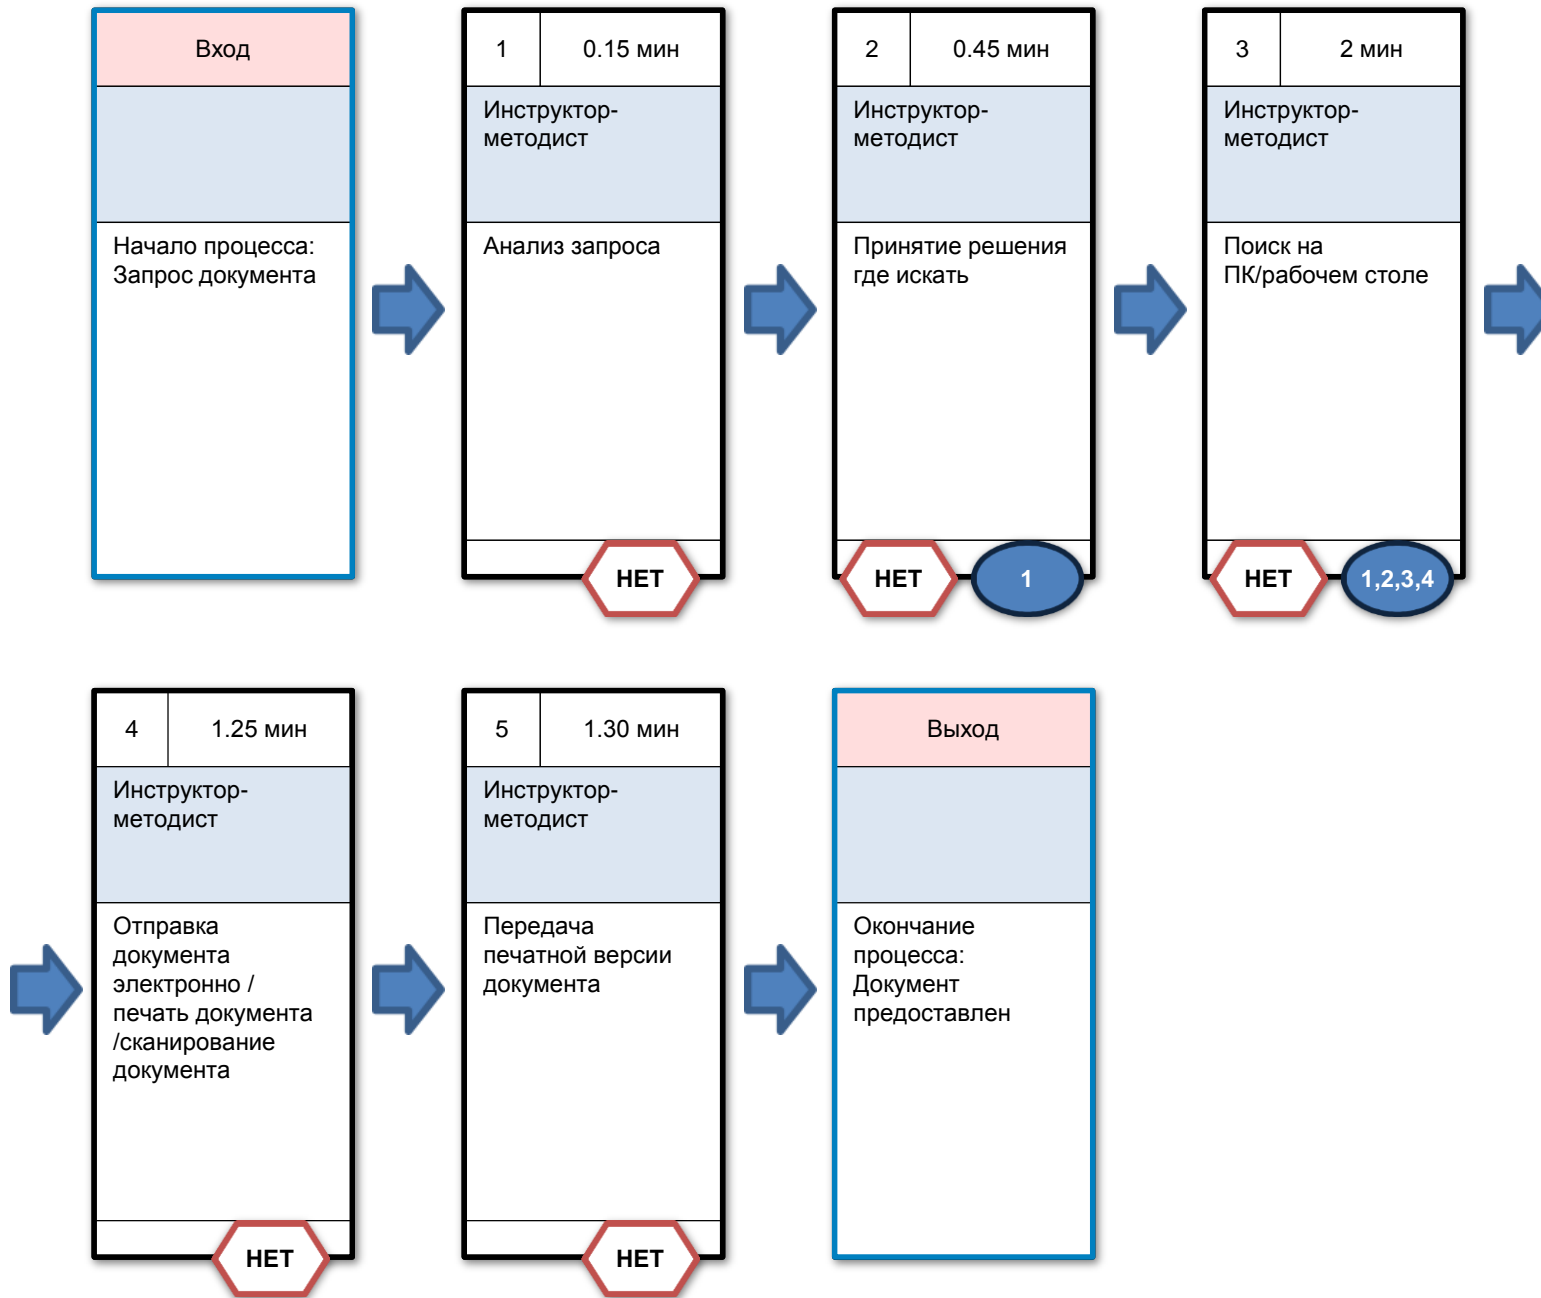 Вход
Начало процесса:
Запрос документа
1
0.15 мин
Инструктор-
методист
Анализ запроса
НЕТ
2
0.45 мин
Инструктор-
методист
Принятие решения
где искать
НЕТ
1
3
2 мин
Инструктор-
методист
Поиск на
ПК/рабочем столе
НЕТ
1,2,3,4
4
1.25 мин
Инструктор-
методист
Отправка
документа
электронно /
печать документа
/сканирование
документа
НЕТ
5
1.30 мин
Инструктор-
методист
Передача
печатной версии
документа
НЕТ
Выход
Окончание
процесса:
Документ
предоставлен